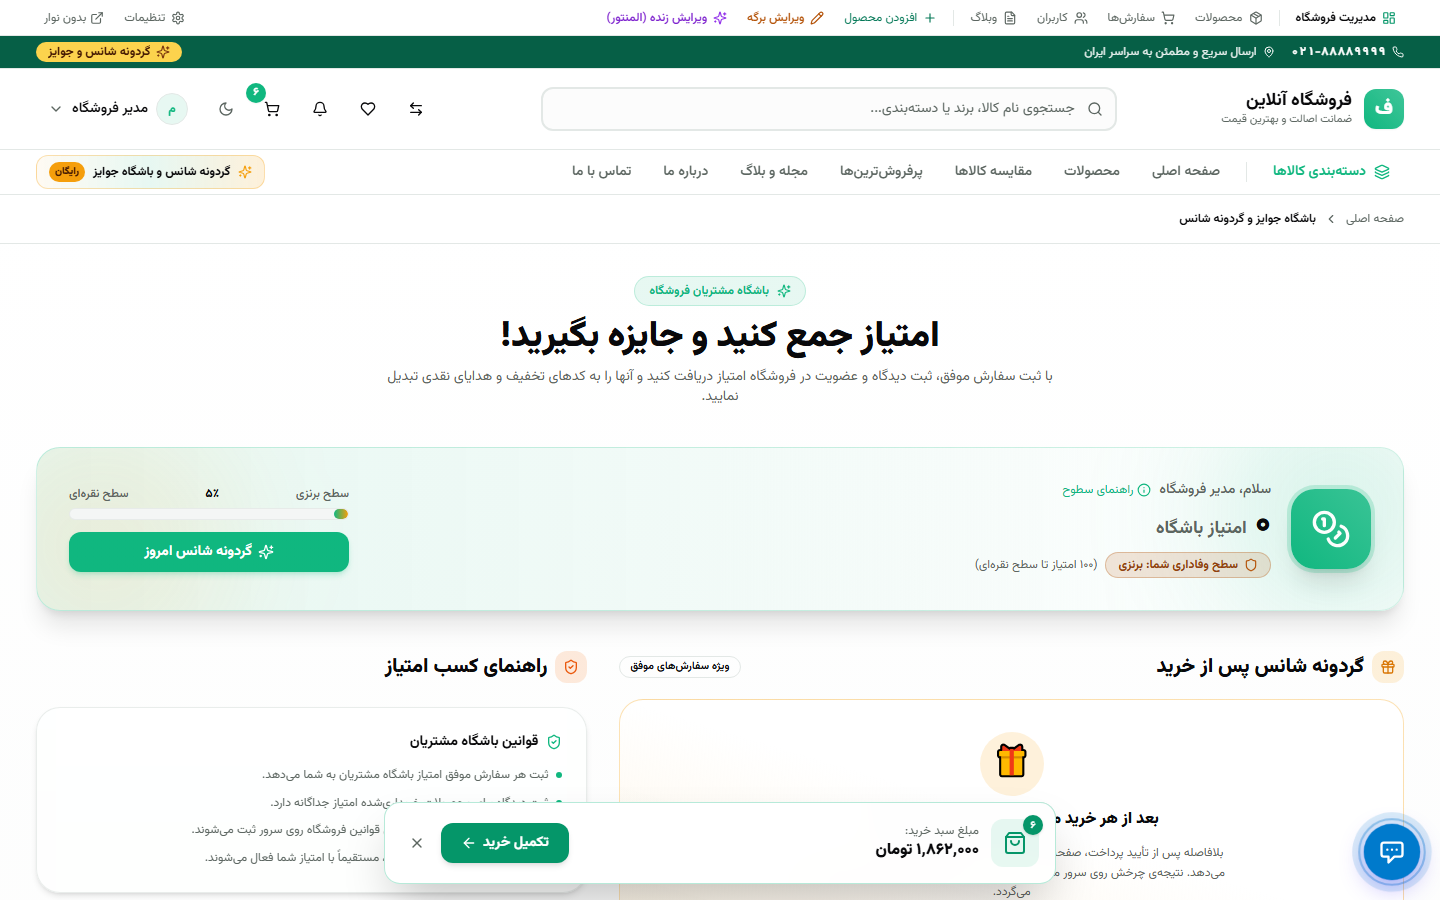 مدیریت فروشگاه
محصولات
سفارش‌ها
کاربران
وبلاگ
افزودن محصول
ویرایش برگه
ویرایش زنده (المنتور)
تنظیمات
بدون نوار
۰۲۱-۸۸۸۸۹۹۹۹
ارسال سریع و مطمئن به سراسر ایران
گردونه شانس و جوایز
ف
فروشگاه آنلاین
ضمانت اصالت و بهترین قیمت
جستجوی نام کالا، برند یا دسته‌بندی...
۶
م
مدیر فروشگاه
دسته‌بندی کالاها
صفحه اصلی
محصولات
مقایسه کالاها
پرفروش‌ترین‌ها
مجله و بلاگ
درباره ما
تماس با ما
گردونه شانس و باشگاه جوایز
رایگان
صفحه اصلی
باشگاه جوایز و گردونه شانس
باشگاه مشتریان فروشگاه
امتیاز جمع کنید و جایزه بگیرید!
با ثبت سفارش موفق، ثبت دیدگاه و عضویت در فروشگاه امتیاز دریافت کنید و آنها را به کدهای تخفیف و هدایای نقدی تبدیل
نمایید.
سلام، مدیر فروشگاه
راهنمای سطوح
۰ امتیاز باشگاه
سطح وفاداری شما: برنزی
(۱۰۰ امتیاز تا سطح نقره‌ای)
سطح برنزی
۵٪
سطح نقره‌ای
گردونه شانس امروز
گردونه شانس پس از خرید
ویژه سفارش‌های موفق
بعد از هر خرید
بلافاصله پس از تأیید پرداخت، صفحه
می‌دهد. نتیجه‌ی چرخش روی سرور
می‌گردد.
راهنمای کسب امتیاز
قوانین باشگاه مشتریان
ثبت هر سفارش موفق امتیاز باشگاه مشتریان به شما می‌دهد.
امتیاز جداگانه دارد.
قوانین فروشگاه روی سرور ثبت می‌شوند.
مستقیماً با امتیاز شما فعال می‌شوند.
۶
مبلغ سبد خرید:
۱,۸۶۲,۰۰۰ تومان
تکمیل خرید